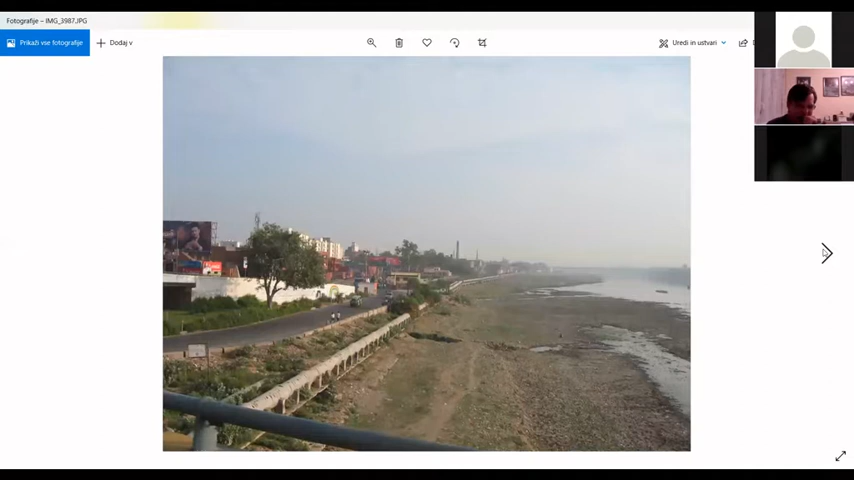 Fotografije – IMG_3987.JPG
Prikaži vse fotografije
Dodaj v
Uredi in ustvari